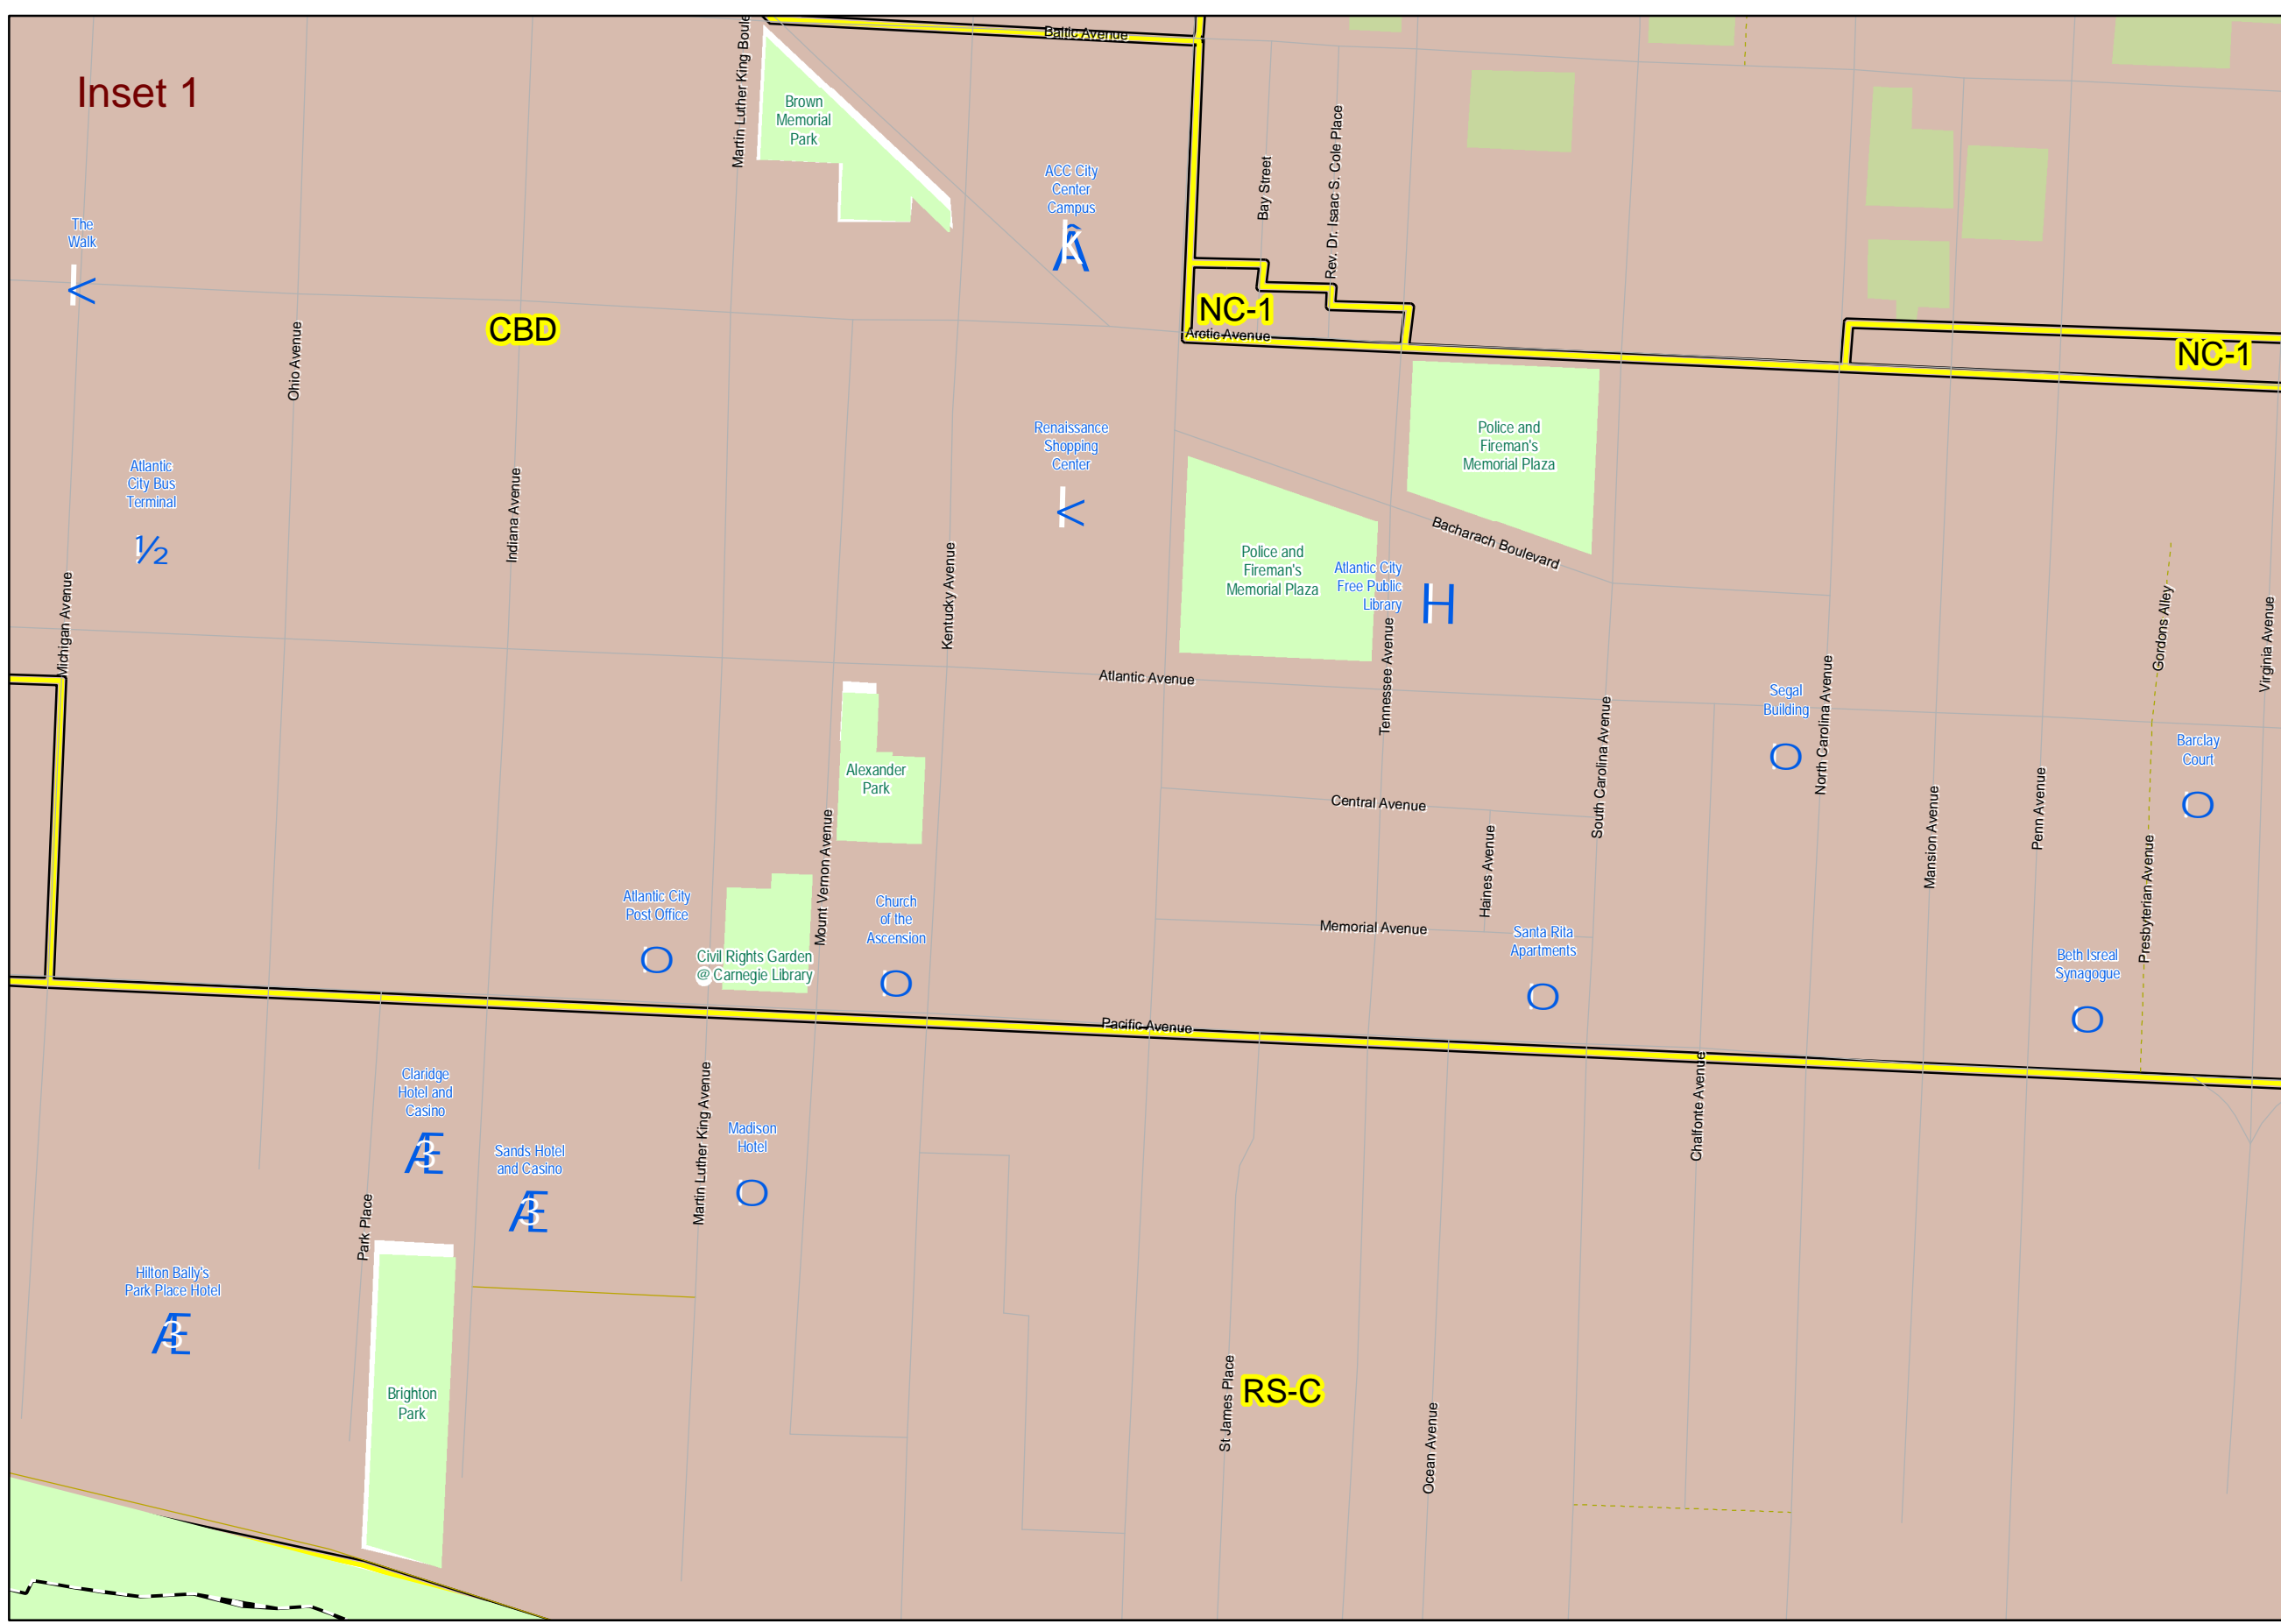 Inset 1
Baltic Avenue
Martin Luther King Boule
Brown
Memorial
Park
ACC City
Center
Campus
Bay Street
Rev. Dr. Isaac S. Cole Place
The
Walk
CBD
NC-1
Arctic Avenue
NC-1
Ohio Avenue
Renaissance
Shopping
Center
Police and
Fireman's
Memorial Plaza
Atlantic
City Bus
Terminal
½
Indiana Avenue
Bacharach Boulevard
Police and
Fireman's
Memorial Plaza
Atlantic City
Free Public
Library
H
Michigan Avenue
Kentucky Avenue
Gordons Alley
Virginia Avenue
Atlantic Avenue
Tennessee Avenue
South Carolina Avenue
Segal
Building
North Carolina Avenue
Barclay
Court
Alexander
Park
Mount Vernon Avenue
Central Avenue
Haines Avenue
Mansion Avenue
Penn Avenue
Presbyterian Avenue
Atlantic City
Post Office
Church
of the
Ascension
Civil Rights Garden
@ Carnegie Library
Memorial Avenue
Santa Rita
Apartments
Beth Isreal
Synagogue
Pacific Avenue
Claridge
Hotel and
Casino
Sands Hotel
and Casino
Martin Luther King Avenue
Madison
Hotel
Chalfonte Avenue
Park Place
Hilton Bally's
Park Place Hotel
Brighton
Park
St James Place
RS-C
Ocean Avenue